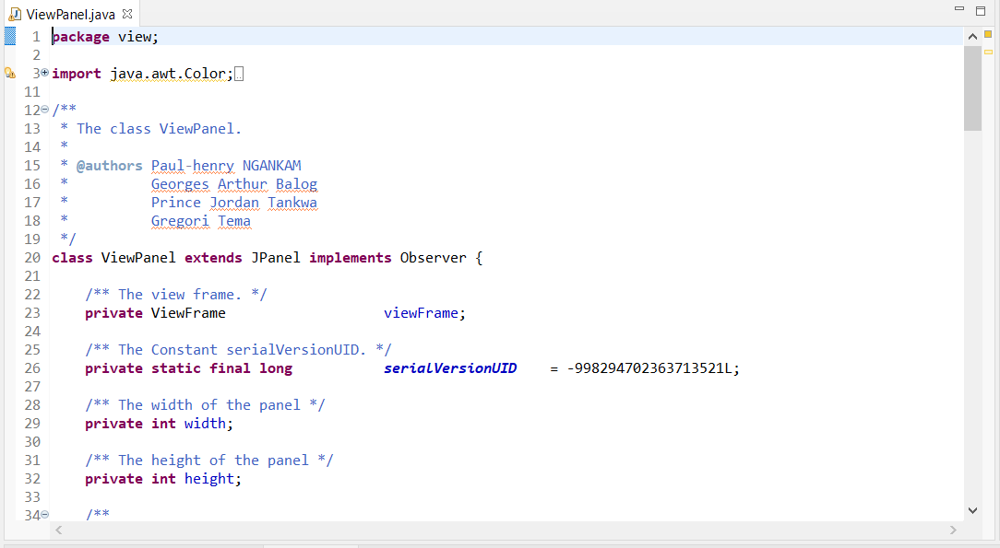 ViewPanel.java
1 package view;
2
3 import java.awt.Color;
11
12 /**
13  * The class ViewPanel.
14  *
15  * @authors Paul-henry NGANKAM
16  *          Georges Arthur Balog
17  *          Prince Jordan Tankwa
18  *          Gregori Tema
19  */
20 class ViewPanel extends JPanel implements Observer {
21
22     /** The view frame. */
23     private ViewFrame                   viewFrame;
24
25     /** The Constant serialVersionUID. */
26     private static final long           serialVersionUID    = -998294702363713521L;
27
28     /** The width of the panel */
29     private int width;
30
31     /** The height of the panel */
32     private int height;
33
34     /**